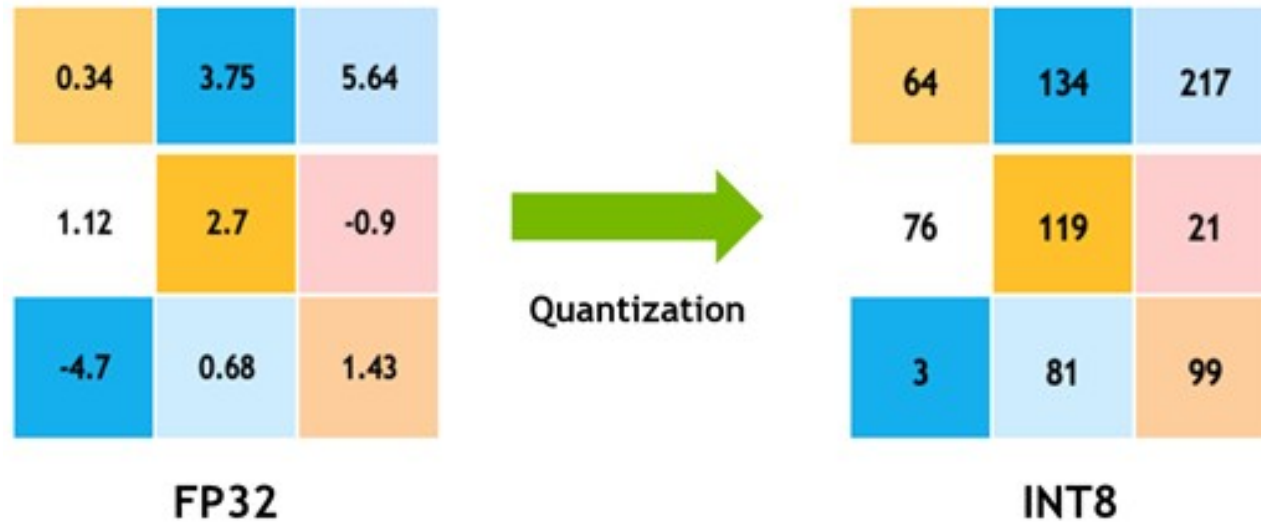 0.34 3.75 5.64
64 134 217
1.12 2.7 -0.9
76 119 21
Quantization
-4.7 0.68 1.43
3 81 99
FP32
INT8